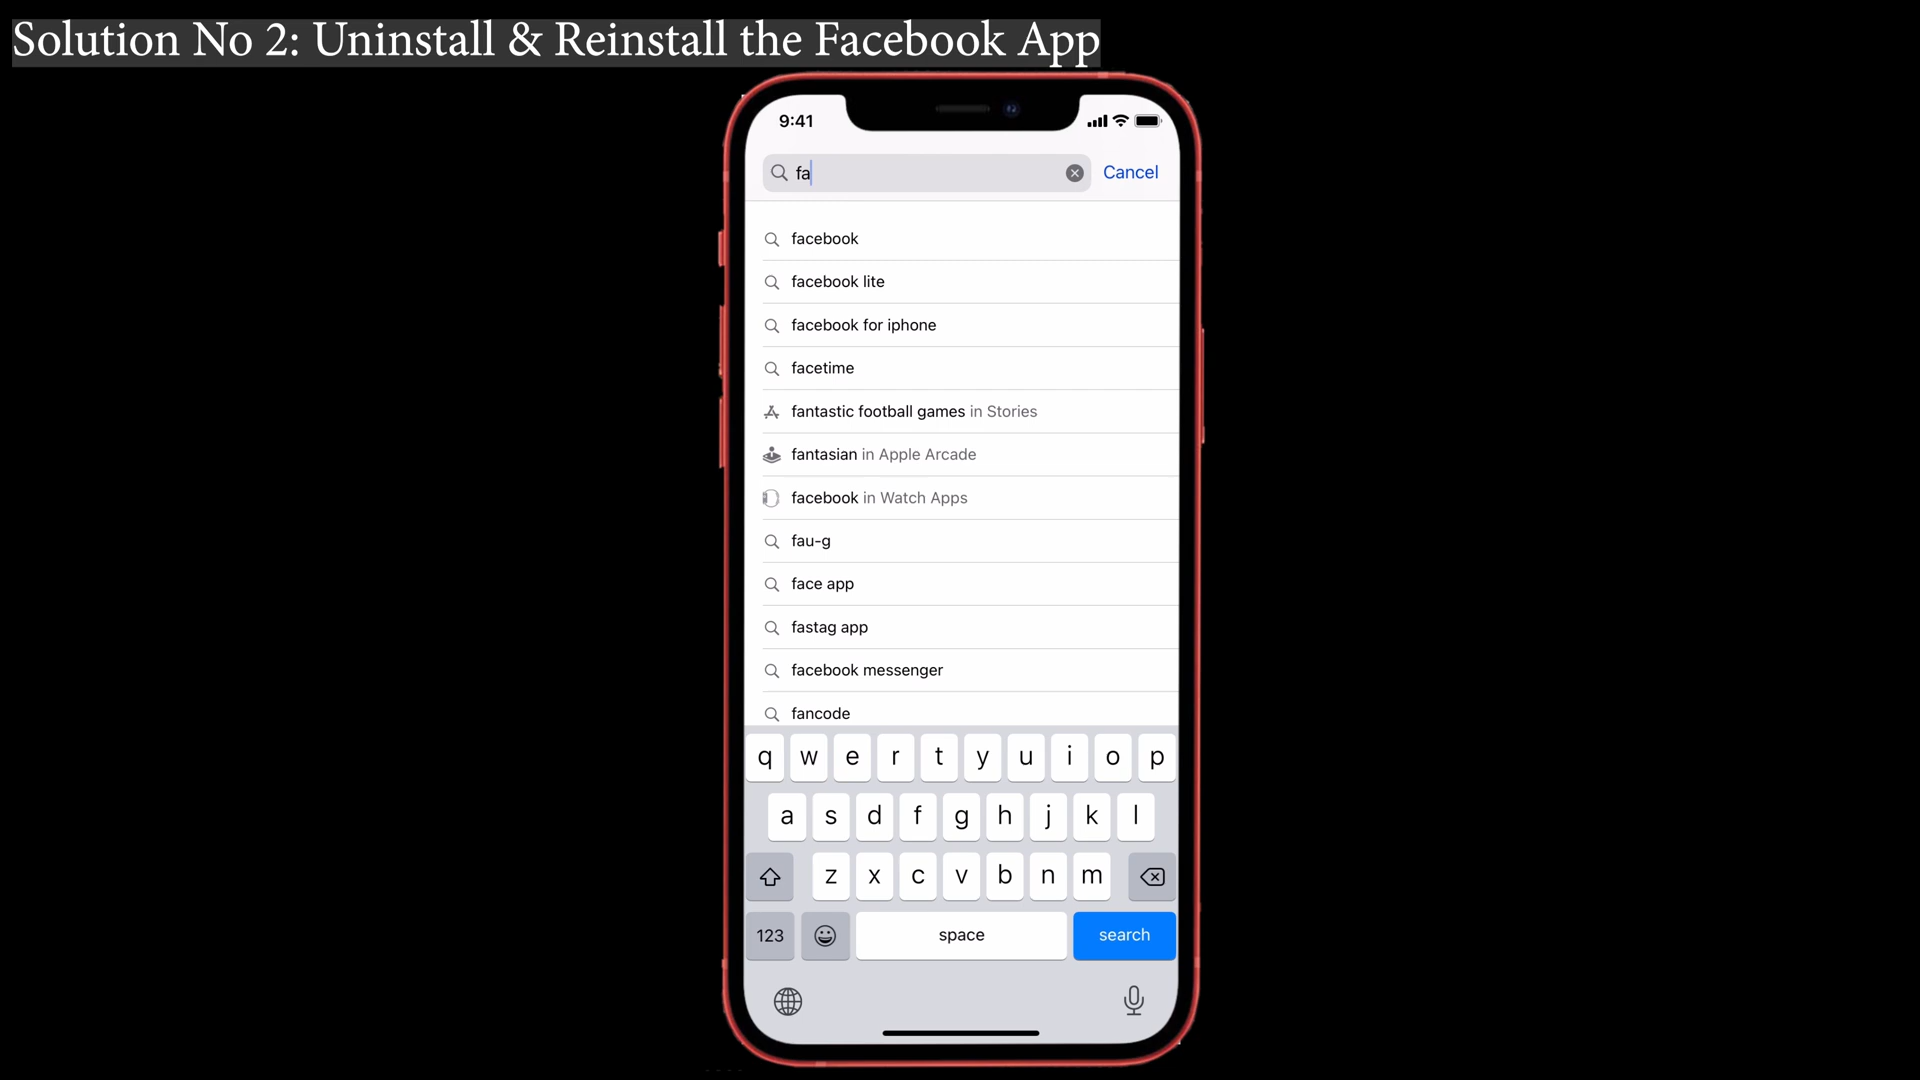 Solution No 2: Uninstall & Reinstall the Facebook App
9:41
fa
Cancel
facebook
facebook lite
facebook for iphone
facetime
fantastic football games in Stories
fantasian in Apple Arcade
facebook in Watch Apps
fau-g
face app
fastag app
facebook messenger
fancode
q w e r t y u i o p
a s d f g h j k l
z x c v b n m
123 space search